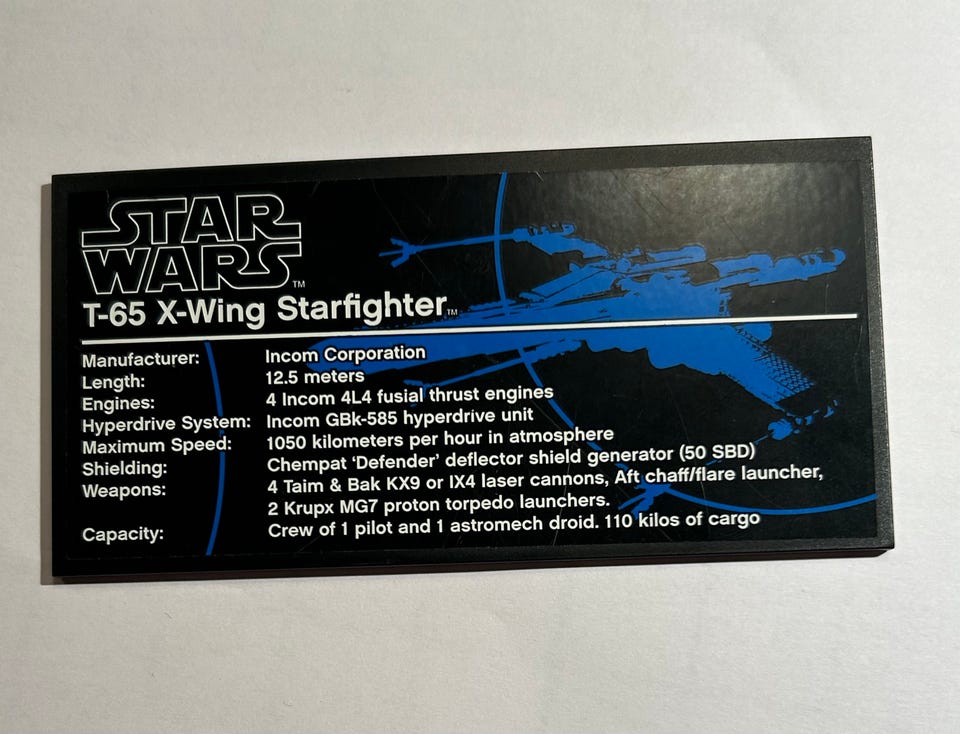 STAR
WARS™
T-65 X-Wing Starfighter™
Manufacturer: Incom Corporation
Length: 12.5 meters
Engines: 4 Incom 4L4 fusial thrust engines
Hyperdrive System: Incom GBk-585 hyperdrive unit
Maximum Speed: 1050 kilometers per hour in atmosphere
Shielding: Chempat ‘Defender’ deflector shield generator (50 SBD)
Weapons: 4 Taim & Bak KX9 or IX4 laser cannons, Aft chaff/flare launcher,
2 Krupx MG7 proton torpedo launchers.
Capacity: Crew of 1 pilot and 1 astromech droid. 110 kilos of cargo